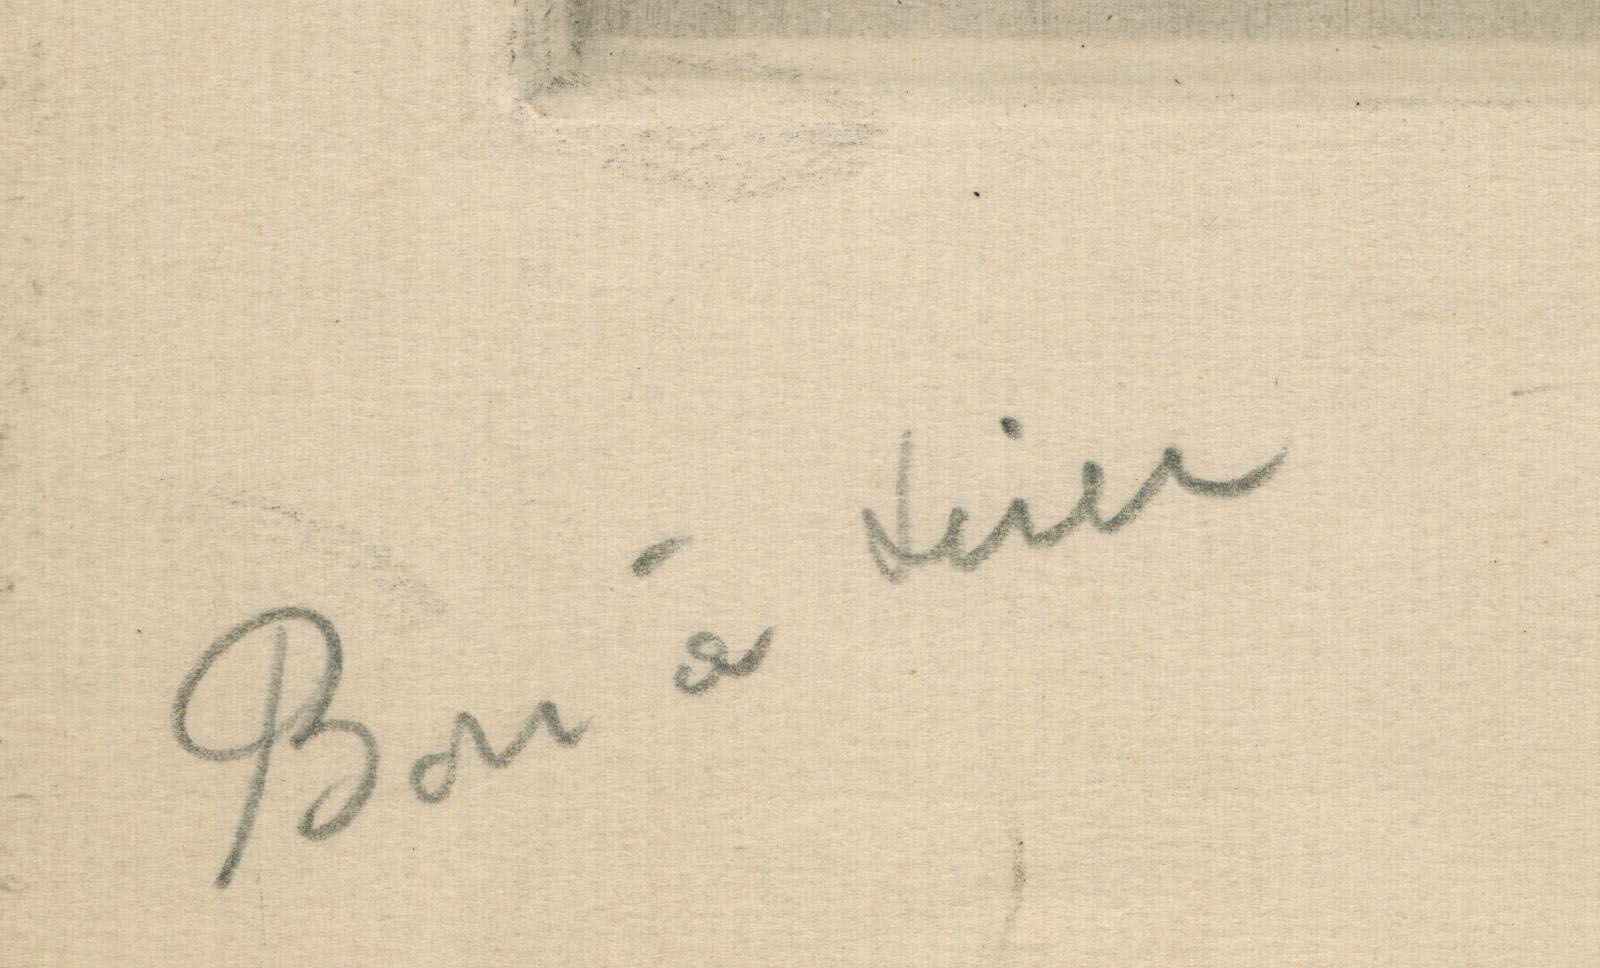 Bon à tirer